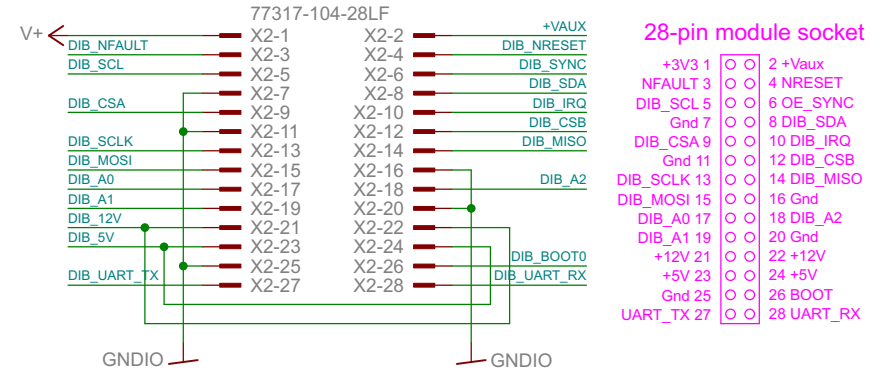 77317-104-28LF
V+
X2-1
X2-2
+VAUX
DIB_NFAULT
X2-3
X2-4
DIB_NRESET
DIB_SCL
X2-5
X2-6
DIB_SYNC
X2-7
X2-8
DIB_SDA
DIB_CSA
X2-9
X2-10
DIB_IRQ
X2-11
X2-12
DIB_CSB
DIB_SCLK
X2-13
X2-14
DIB_MISO
DIB_MOSI
X2-15
X2-16
DIB_A0
X2-17
X2-18
DIB_A2
DIB_A1
X2-19
X2-20
DIB_12V
X2-21
X2-22
DIB_5V
X2-23
X2-24
X2-25
X2-26
DIB_BOOT0
DIB_UART_TX
X2-27
X2-28
DIB_UART_RX
GNDIO
GNDIO
28-pin module socket
+3V3 1
2 +Vaux
NFAULT 3
4 NRESET
DIB_SCL 5
6 OE_SYNC
Gnd 7
8 DIB_SDA
DIB_CSA 9
10 DIB_IRQ
Gnd 11
12 DIB_CSB
DIB_SCLK 13
14 DIB_MISO
DIB_MOSI 15
16 Gnd
DIB_A0 17
18 DIB_A2
DIB_A1 19
20 Gnd
+12V 21
22 +12V
+5V 23
24 +5V
Gnd 25
26 BOOT
UART_TX 27
28 UART_RX